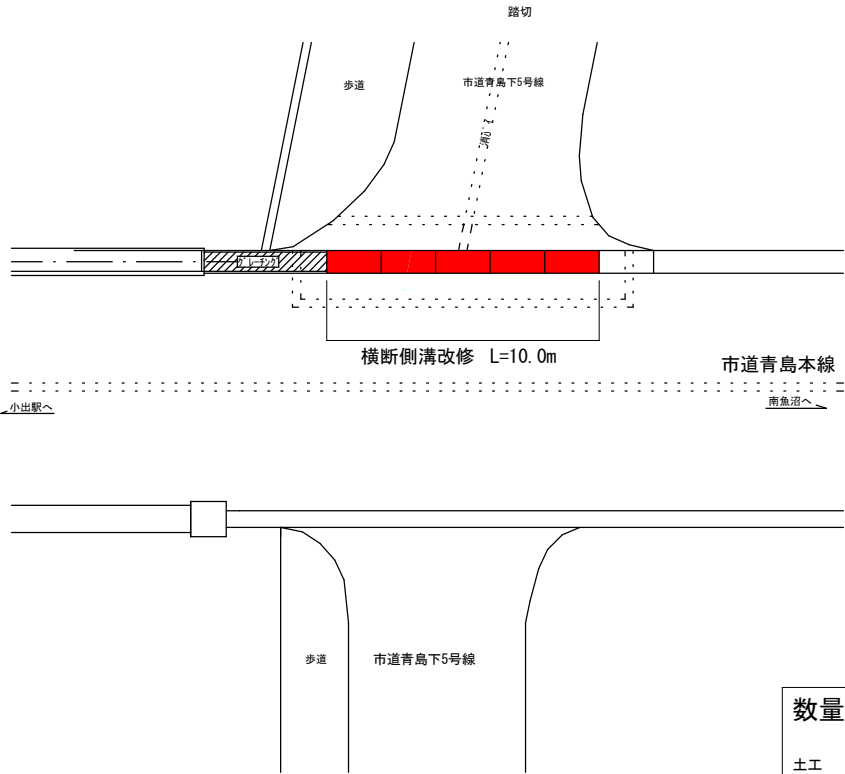 踏切
歩道
市道青島下5号線
グレーチング
横断側溝改修 L=10.0m
市道青島本線
小出駅へ
南魚沼へ
歩道
市道青島下5号線
数量
土工